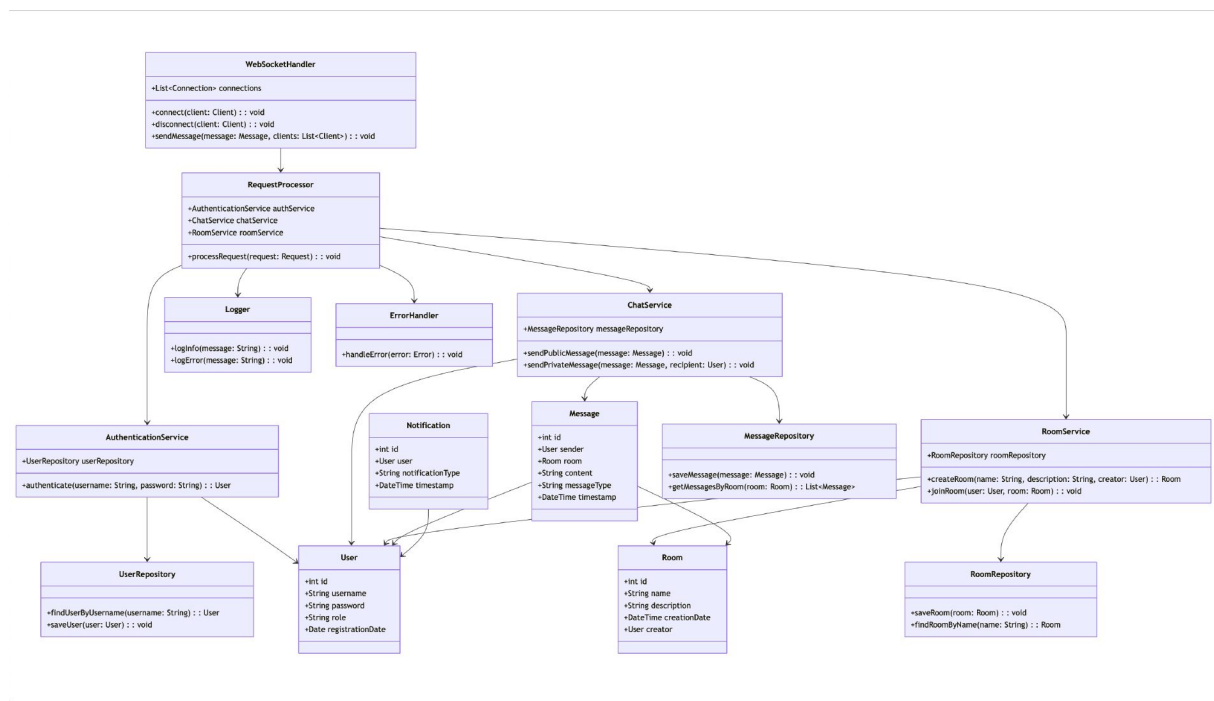 WebSocketHandler
+List<Connection> connections
+connect(client: Client) : : void
+disconnect(client: Client) : : void
+sendMessage(message: Message, clients: List<Client>) : : void
RequestProcessor
+AuthenticationService authService
+ChatService chatService
+RoomService roomService
+processRequest(request: Request) : : void
Logger
+logInfo(message: String) : : void
+logError(message: String) : : void
ErrorHandler
+handleError(error: Error) : : void
ChatService
+MessageRepository messageRepository
+sendPublicMessage(message: Message) : : void
+sendPrivateMessage(message: Message, recipient: User) : : void
AuthenticationService
+UserRepository userRepository
+authenticate(username: String, password: String) : : User
Notification
+int id
+User user
+String notificationType
+DateTime timestamp
Message
+int id
+User sender
+Room room
+String content
+String messageType
+DateTime timestamp
MessageRepository
+saveMessage(message: Message) : : void
+getMessagesByRoom(room: Room) : : List<Message>
RoomService
+RoomRepository roomRepository
+createRoom(name: String, description: String, creator: User) : : Room
+joinRoom(user: User, room: Room) : : void
UserRepository
+findUserByUsername(username: String) : : User
+saveUser(user: User) : : void
User
+int id
+String username
+String password
+String role
+Date registrationDate
Room
+int id
+String name
+String description
+DateTime creationDate
+User creator
RoomRepository
+saveRoom(room: Room) : : void
+findRoomByName(name: String) : : Room